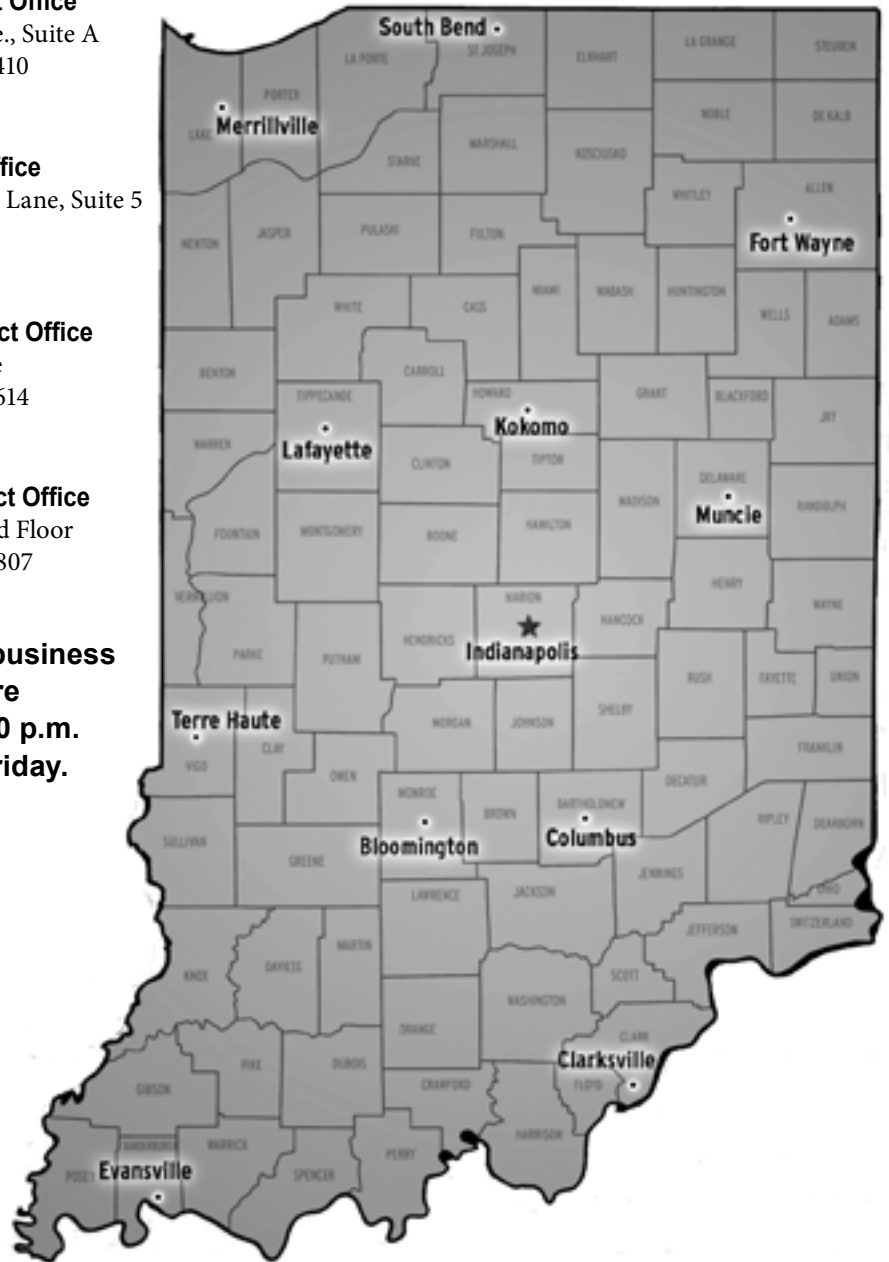 t Office
e., Suite A
410
ffice
Lane, Suite 5
ct Office
e
614
ct Office
d Floor
807
business
re
0 p.m.
riday.
South Bend
ST JOSEPH
LA PORTE
ELKHART
LA GRANGE
STEUBEN
PORTER
LAKE
Merrillville
NOBLE
DE KALB
STARKE
MARSHALL
KOSCIUSKO
WHITLEY
ALLEN
Fort Wayne
NEWTON
JASPER
PULASKI
FULTON
MIAMI
WABASH
HUNTINGTON
WELLS
ADAMS
WHITE
CASS
BENTON
CARROLL
TIPPECANOE
HOWARD
GRANT
BLACKFORD
JAY
Lafayette
Kokomo
WARREN
CLINTON
TIPTON
DELAWARE
Muncie
MADISON
RANDOLPH
FOUNTAIN
MONTGOMERY
BOONE
HAMILTON
VERMILLION
HENRY
WAYNE
MARION
HANCOCK
Indianapolis
HENDRICKS
PARKE
PUTNAM
RUSH
FAYETTE
UNION
Terre Haute
MORGAN
JOHNSON
SHELBY
CLAY
VIGO
OWEN
FRANKLIN
DECATUR
MONROE
BROWN
BARTHOLOMEW
Bloomington
Columbus
RIPLEY
DEARBORN
SULLIVAN
GREENE
JENNINGS
OHIO
LAWRENCE
JACKSON
JEFFERSON
SWITZERLAND
KNOX
DAVIESS
MARTIN
SCOTT
WASHINGTON
ORANGE
CLARK
Clarksville
PIKE
DUBOIS
GIBSON
CRAWFORD
FLOYD
HARRISON
VANDERBURGH
WARRICK
PERRY
POSEY
Evansville
SPENCER